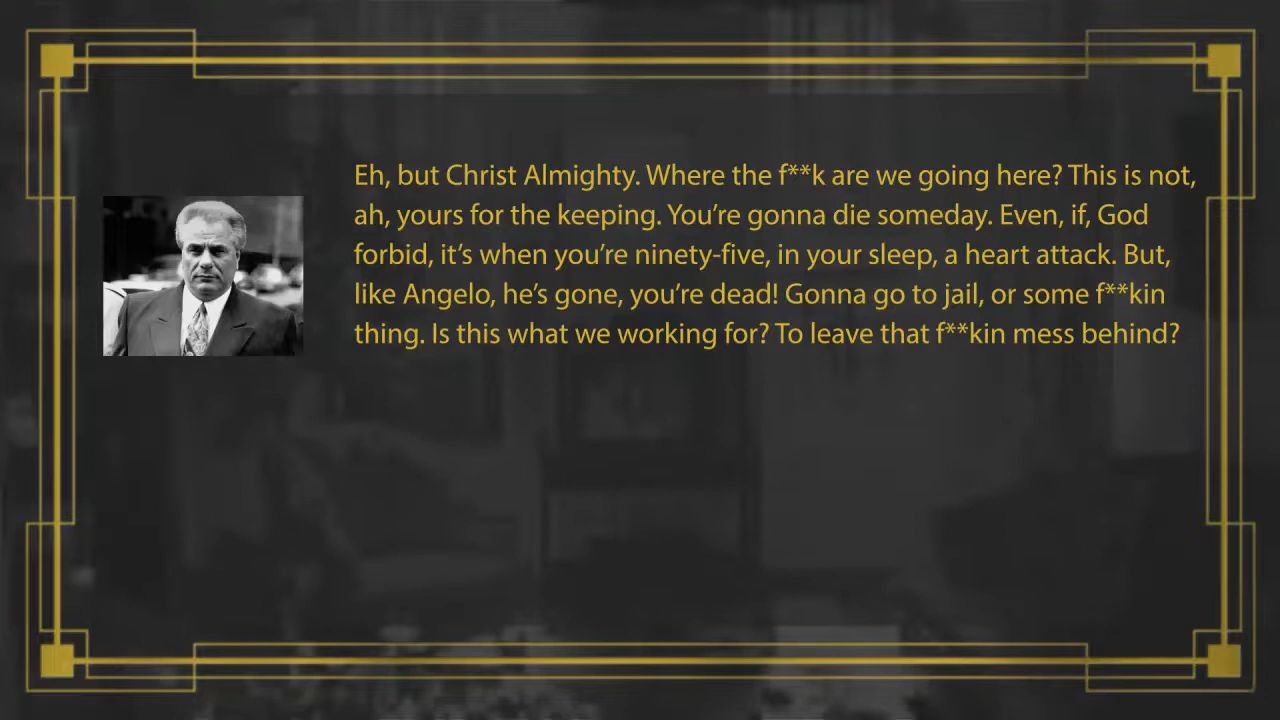 Eh, but Christ Almighty. Where the f**k are we going here? This is not,
ah, yours for the keeping. You’re gonna die someday. Even, if, God
forbid, it’s when you’re ninety-five, in your sleep, a heart attack. But,
like Angelo, he’s gone, you’re dead! Gonna go to jail, or some f**kin
thing. Is this what we working for? To leave that f**kin mess behind?